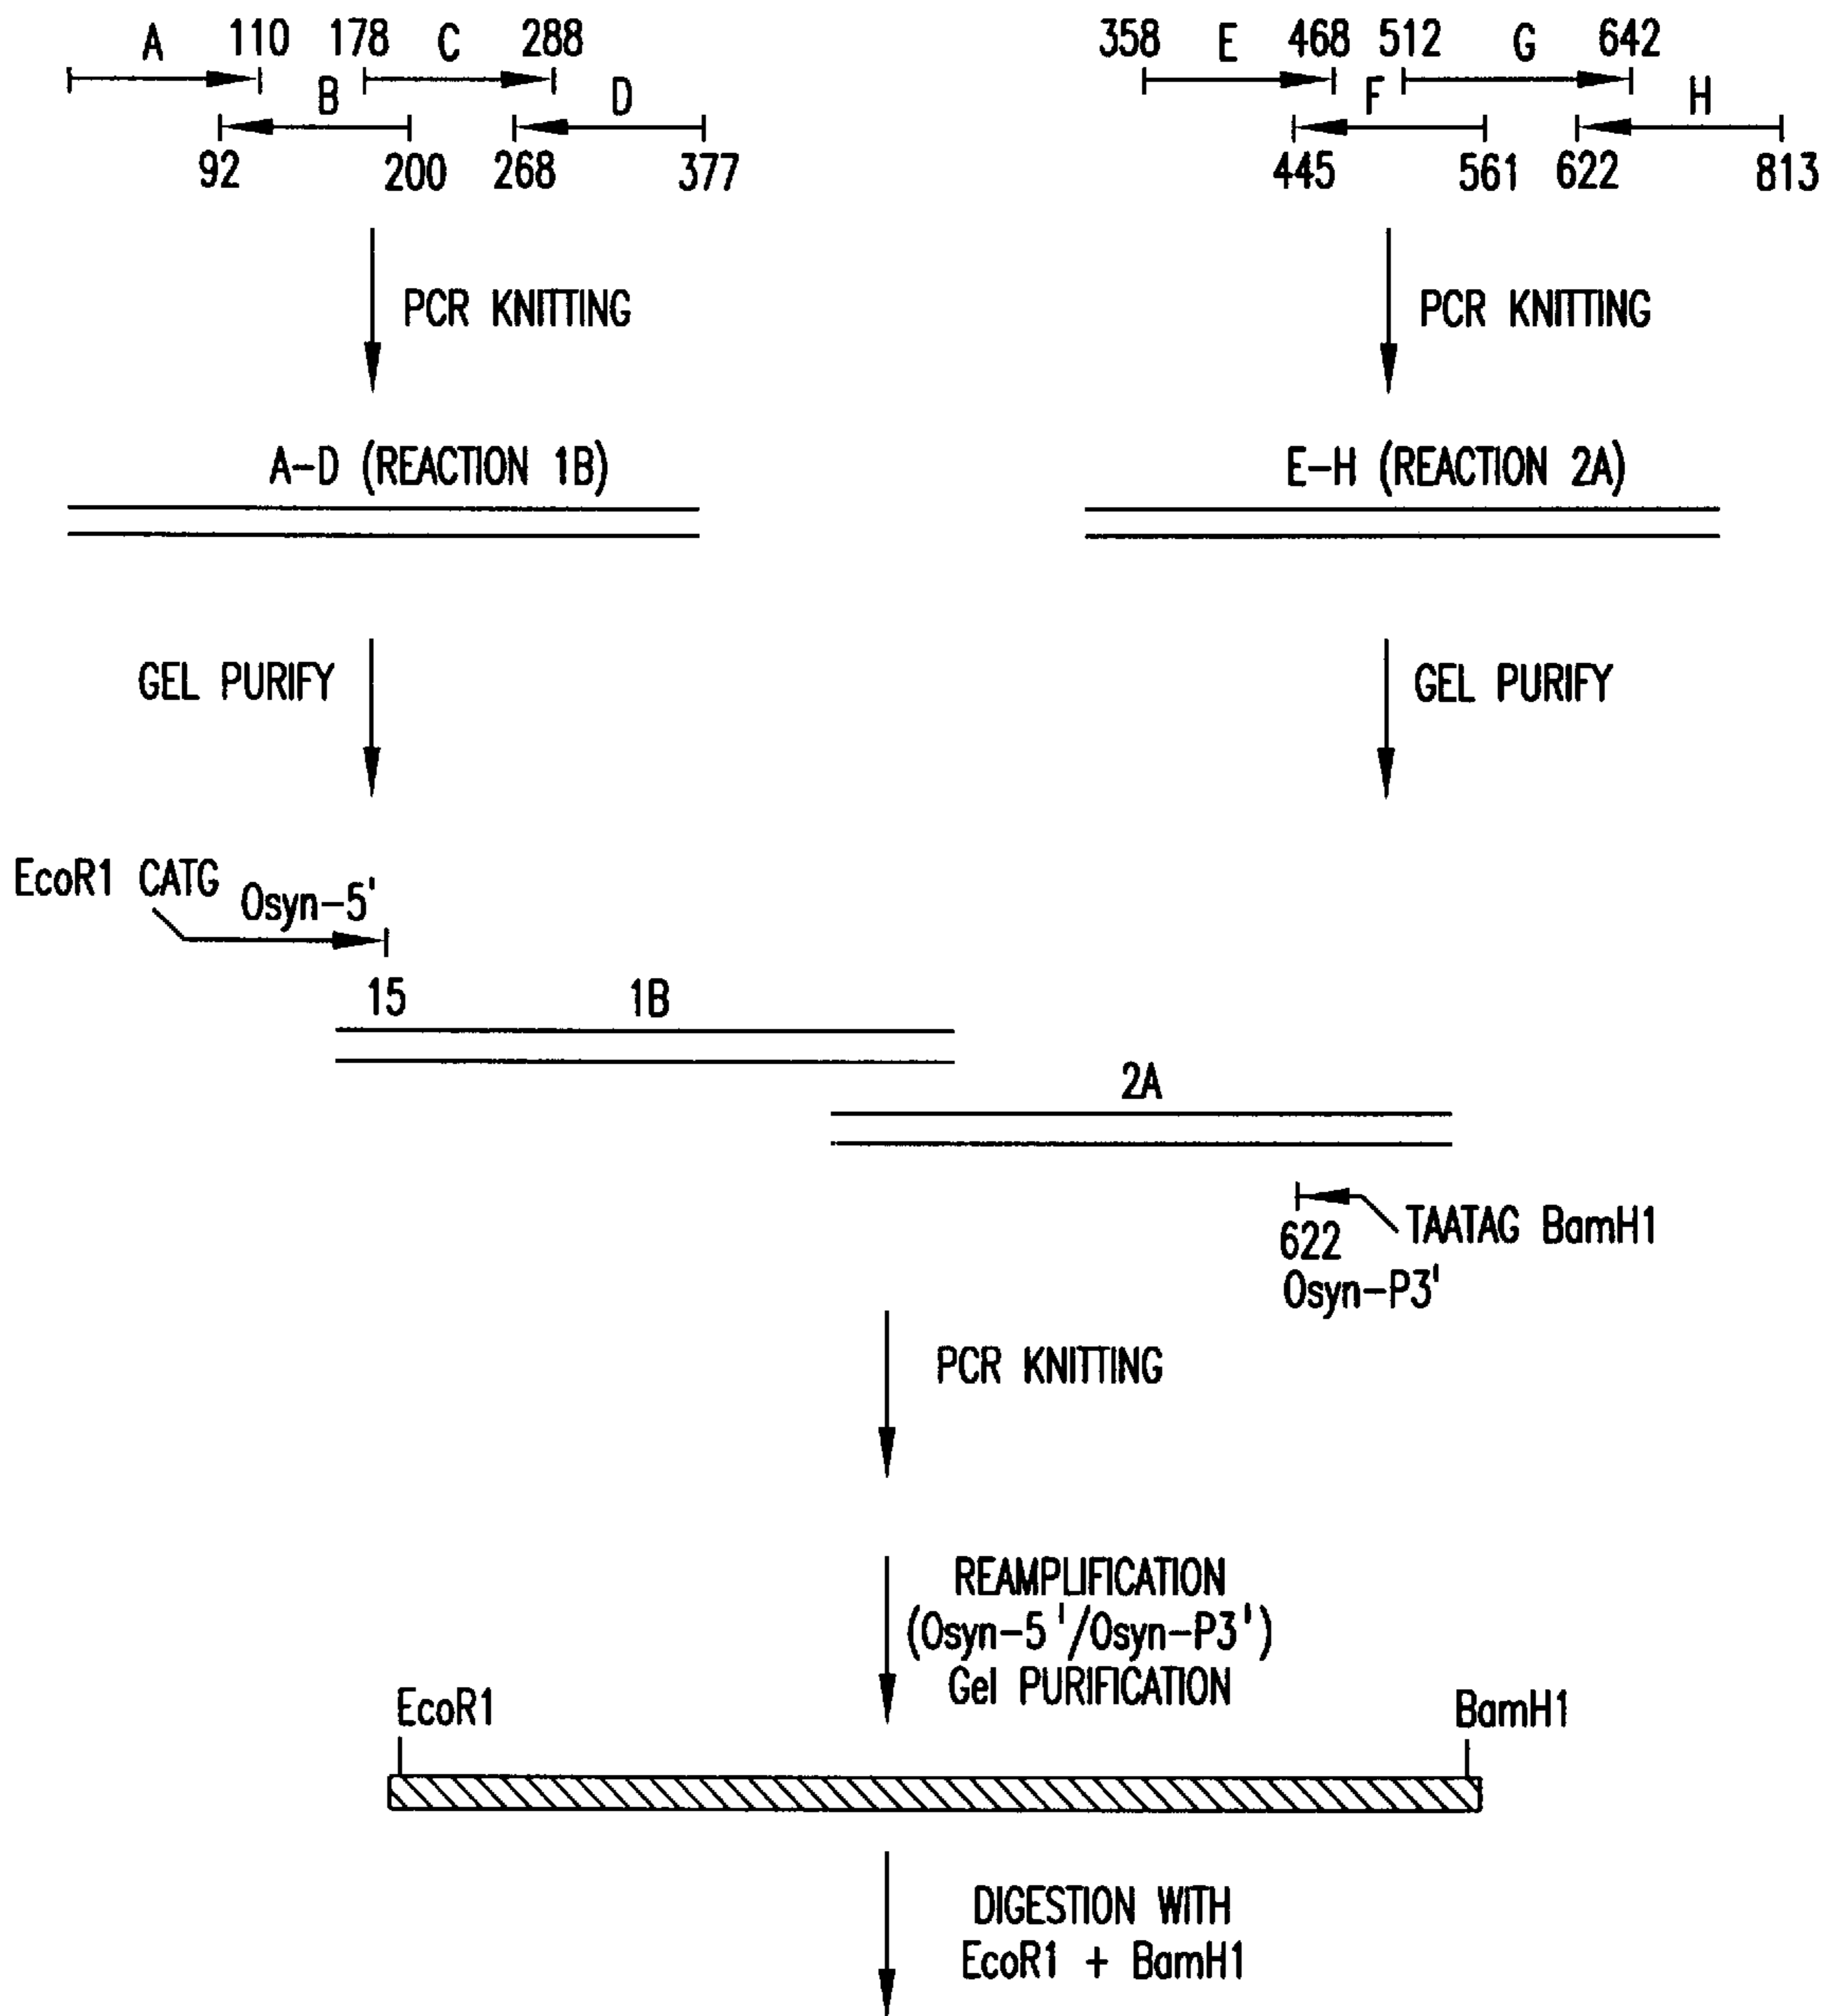 A 110 178 C 288
B D
92 200 268 377
358 E 468 512 G 642
F H
445 561 622 813
PCR KNITTING
PCR KNITTING
A-D (REACTION 1B)
E-H (REACTION 2A)
GEL PURIFY
GEL PURIFY
EcoR1 CATG
Osyn-5'
15
1B
2A
622
TAATAG BamH1
Osyn-P3'
PCR KNITTING
REAMPLIFICATION
(Osyn-5'/Osyn-P3')
Gel PURIFICATION
EcoR1
BamH1
DIGESTION WITH
EcoR1 + BamH1